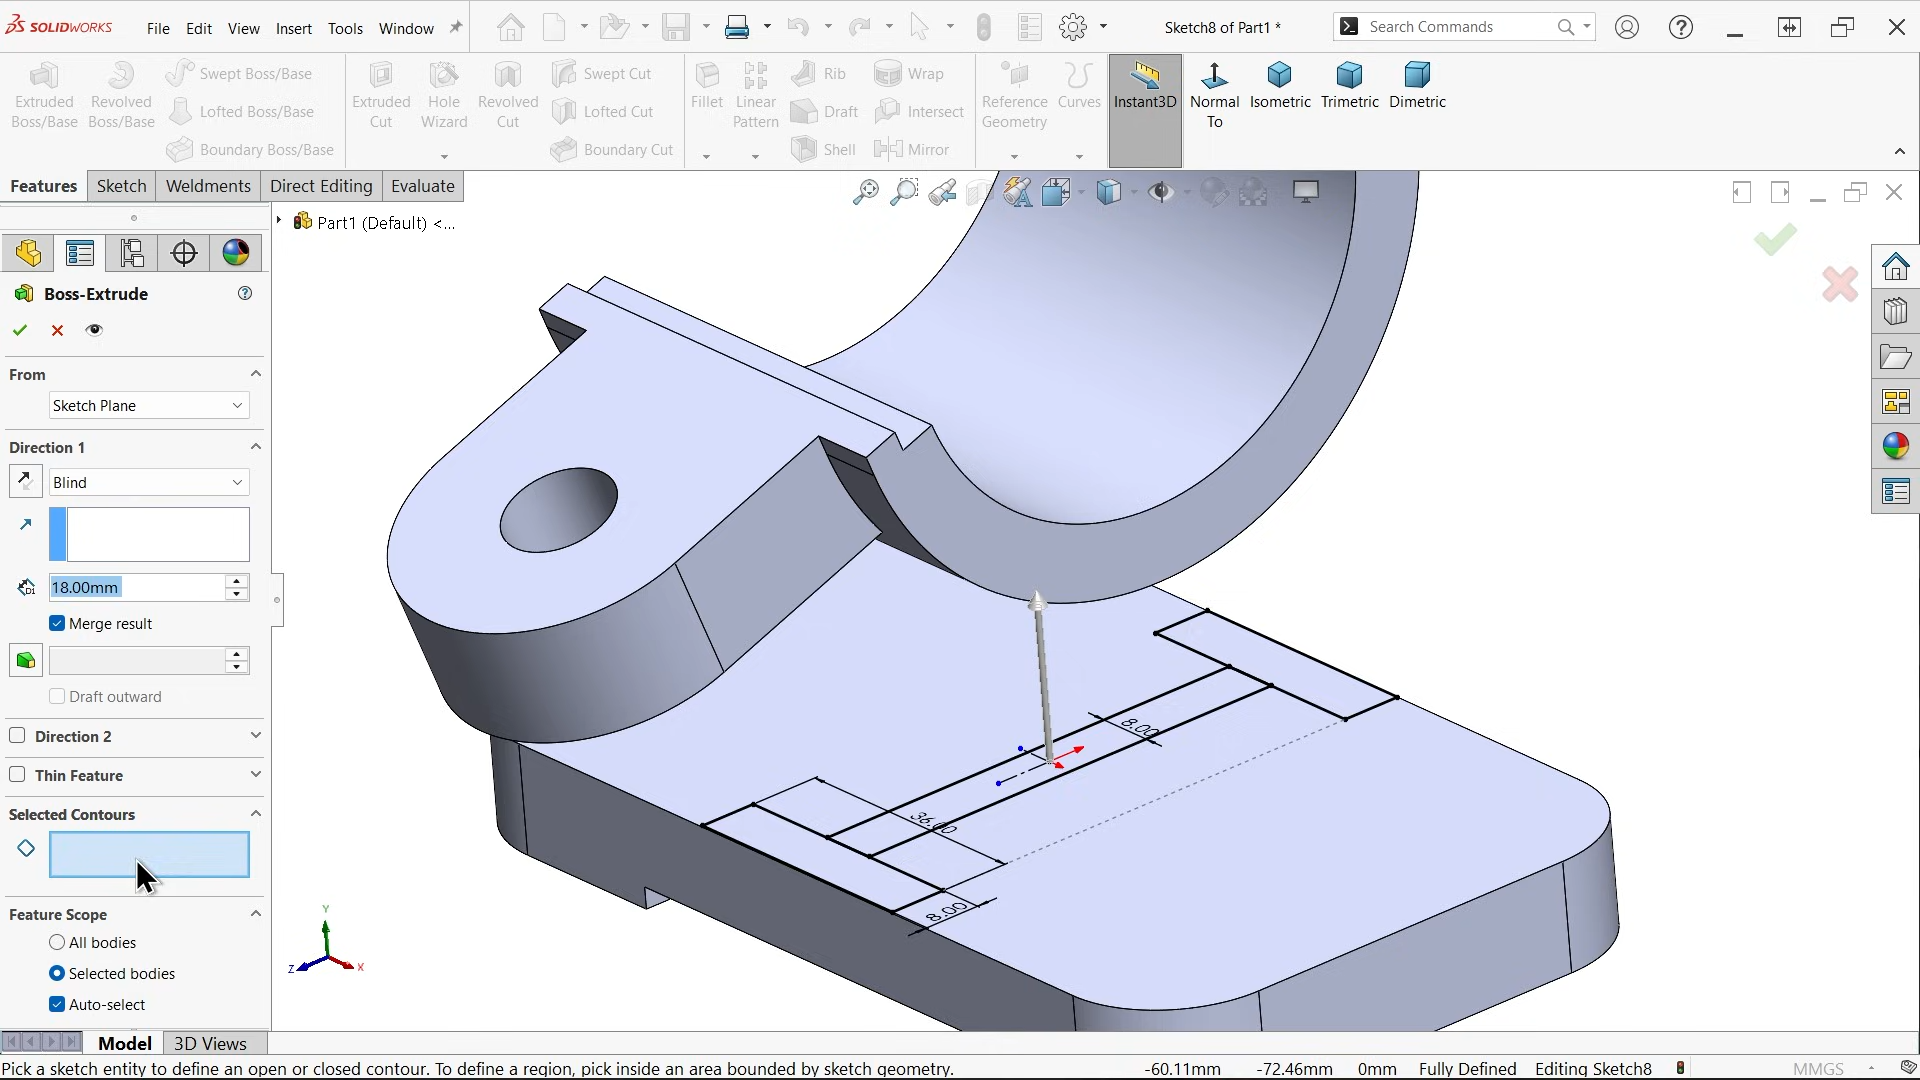 SOLIDWORKS
File Edit View Insert Tools Window
Sketch8 of Part1 *
Search Commands
Extruded Boss/Base
Revolved Boss/Base
Swept Boss/Base
Lofted Boss/Base
Boundary Boss/Base
Extruded Cut
Hole Wizard
Revolved Cut
Swept Cut
Lofted Cut
Boundary Cut
Fillet
Linear Pattern
Rib
Draft
Shell
Wrap
Intersect
Mirror
Reference Geometry
Curves
Instant3D
Normal To
Isometric
Trimetric
Dimetric
Features Sketch Weldments Direct Editing Evaluate
Part1 (Default) <...
Boss-Extrude
From
Sketch Plane
Direction 1
Blind
D1
18.00mm
Merge result
Draft outward
Direction 2
Thin Feature
Selected Contours
Feature Scope
All bodies
Selected bodies
Auto-select
8.00
36.00
8.00
Y
Z
X
Model 3D Views
Pick a sketch entity to define an open or closed contour. To define a region, pick inside an area bounded by sketch geometry.
-60.11mm -72.46mm 0mm Fully Defined Editing Sketch8 MMGS